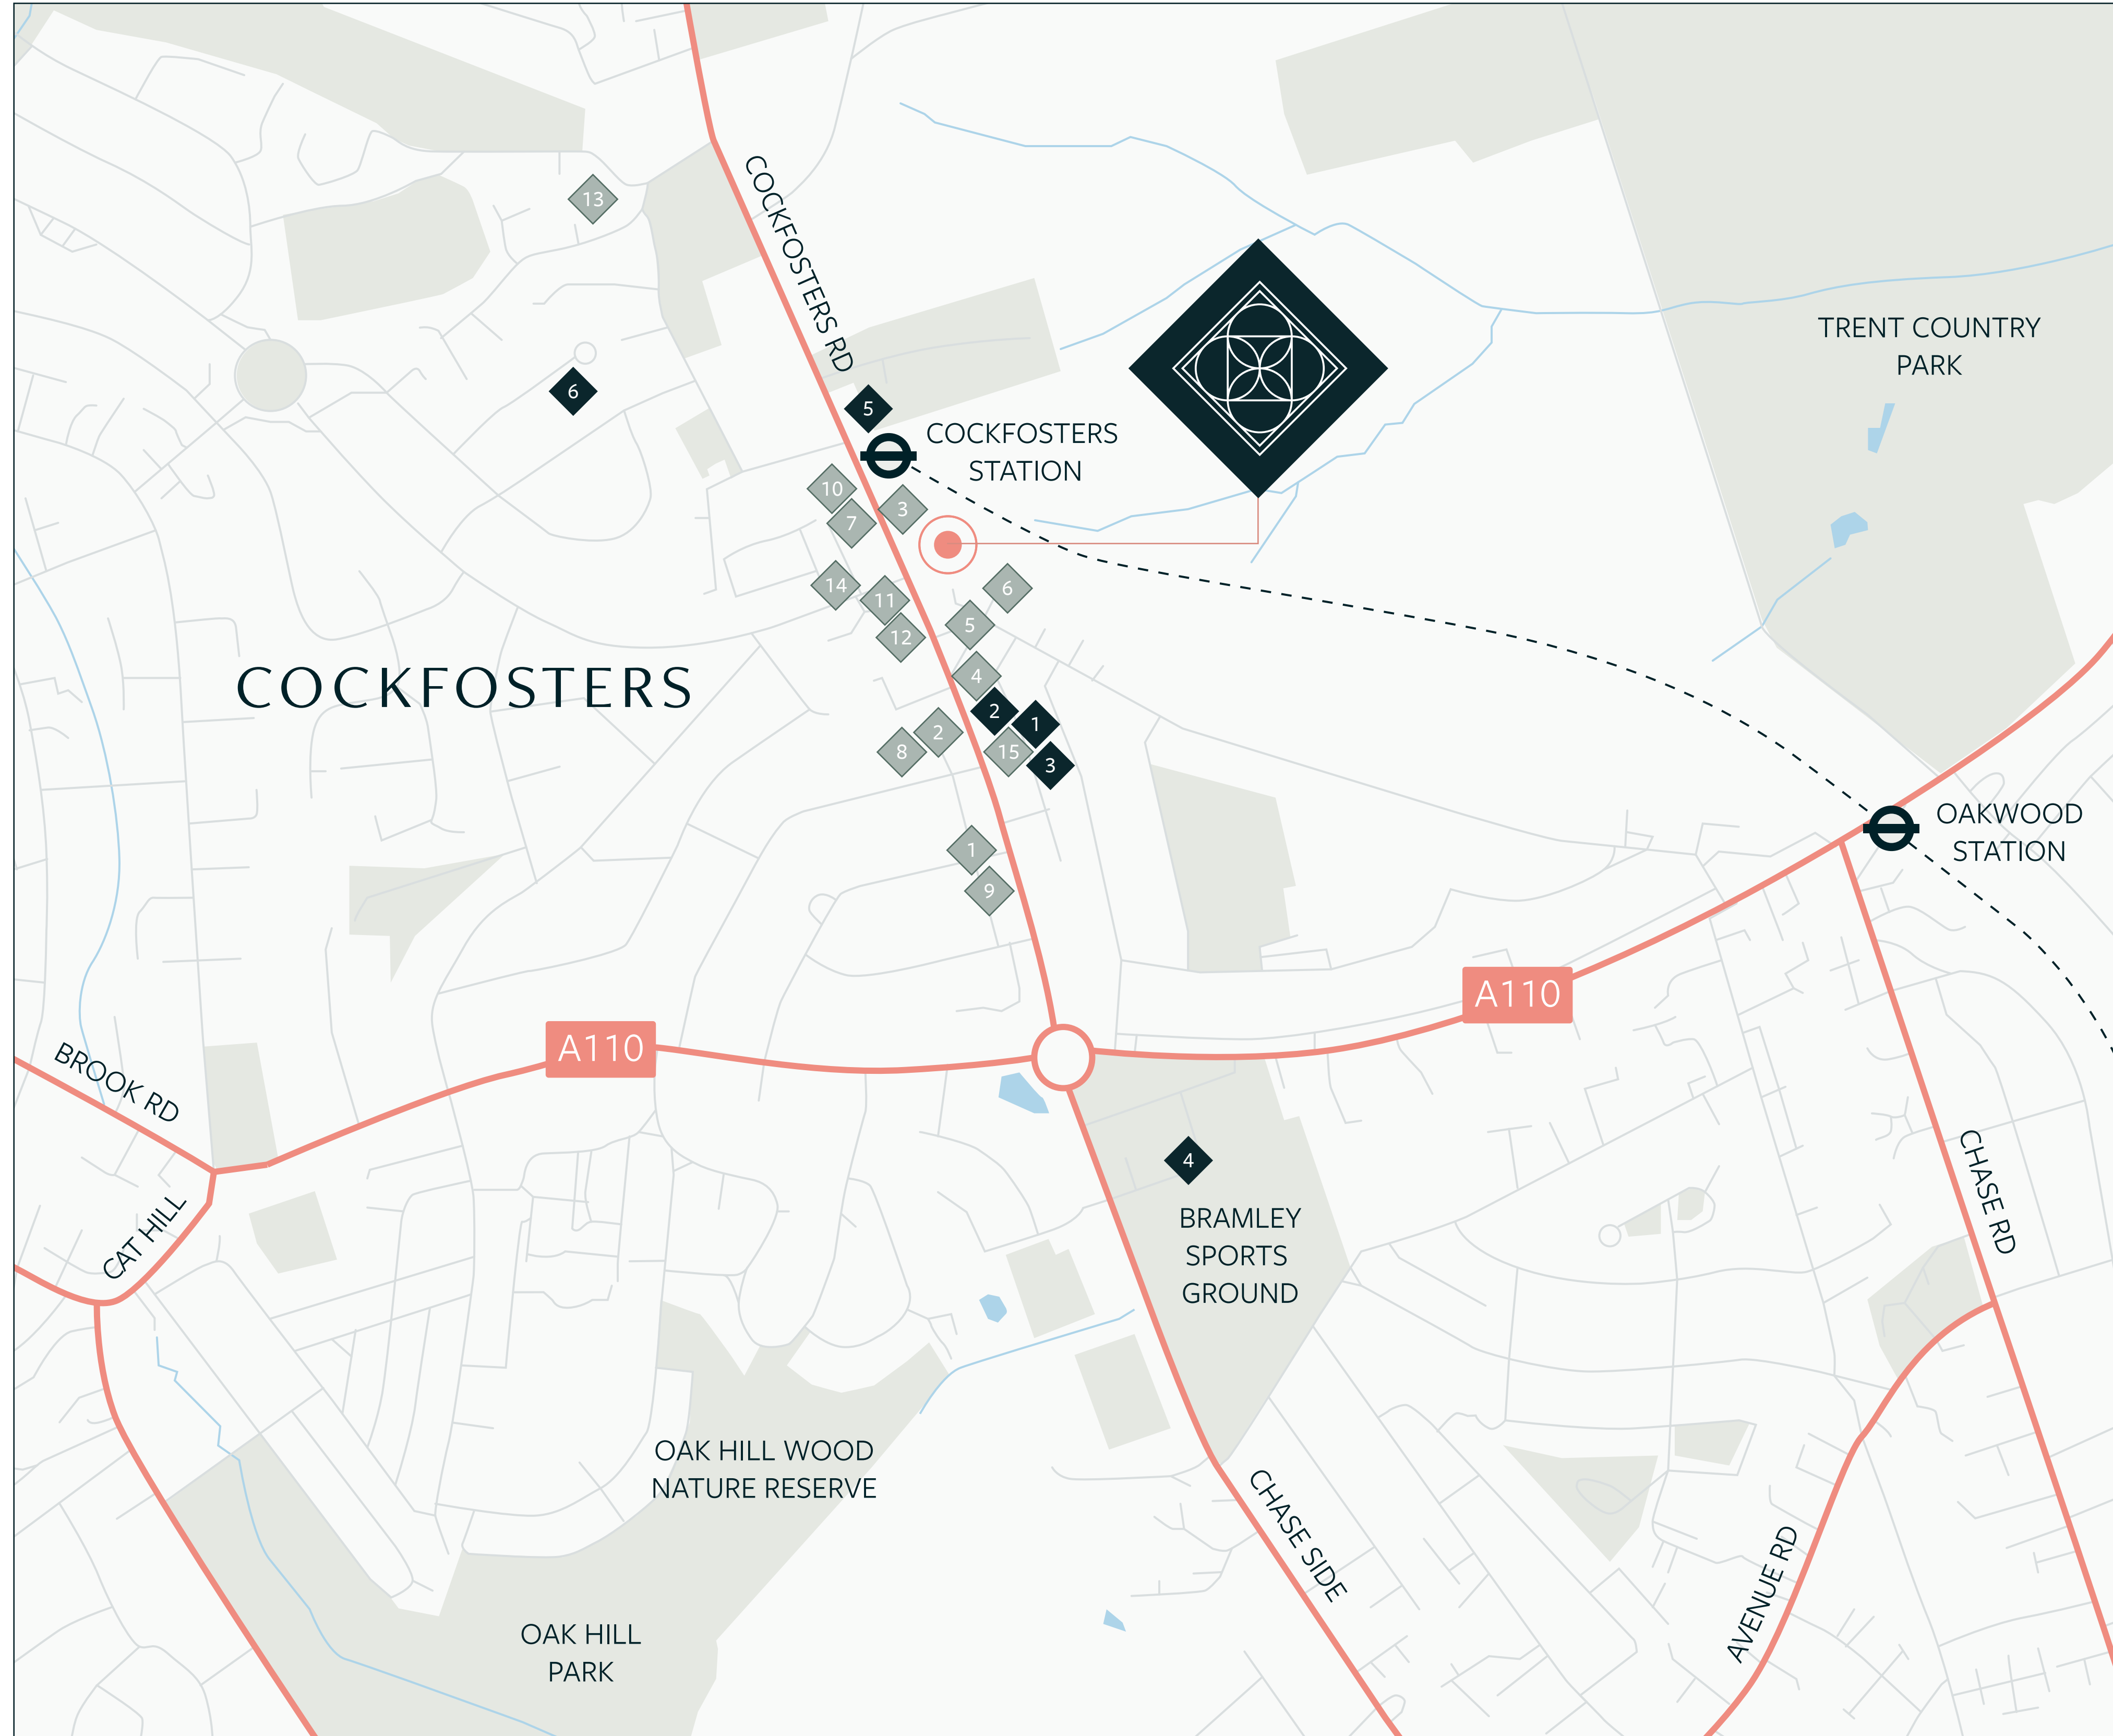 13
COCKFOSTERS RD
TRENT COUNTRY
PARK
6
5
COCKFOSTERS
STATION
10
3
7
14
11
6
5
12
4
COCKFOSTERS
2
1
2
8
15
3
OAKWOOD
STATION
1
9
A110
A110
BROOK RD
4
CHASE RD
CAT HILL
BRAMLEY
SPORTS
GROUND
OAK HILL WOOD
NATURE RESERVE
CHASE SIDE
AVENUE RD
OAK HILL
PARK